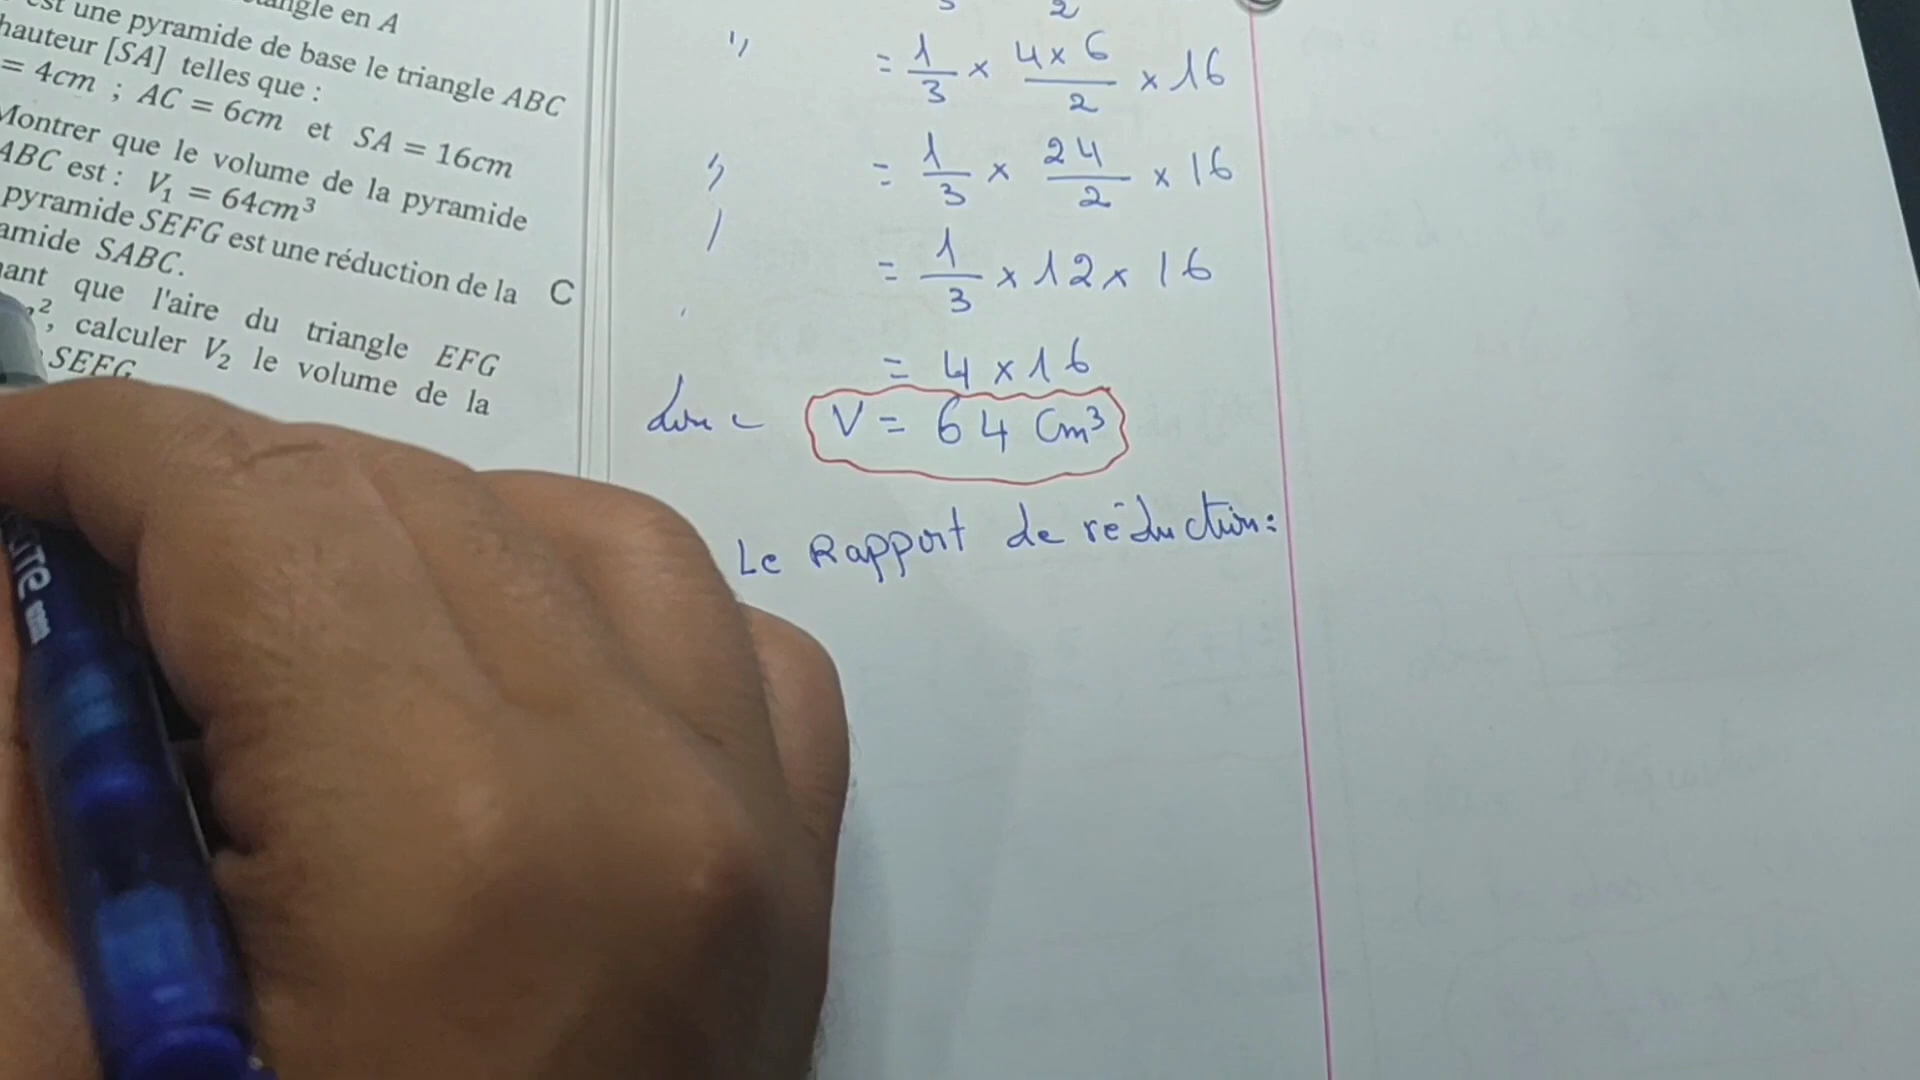 angle en A
est une pyramide de base le triangle ABC
hauteur [SA] telles que :
= 4cm ; AC = 6cm et SA = 16cm
Montrer que le volume de la pyramide
ABC est : V₁ = 64cm³
pyramide SEFG est une réduction de la
amide SABC.
ant que l'aire du triangle EFG
², calculer V₂ le volume de la
SEFG
C
3 2
= 1/3 × (4×6)/2 × 16
= 1/3 × 24/2 × 16
= 1/3 × 12 × 16
= 4 × 16
donc V = 64 Cm³
Le Rapport de réduction: